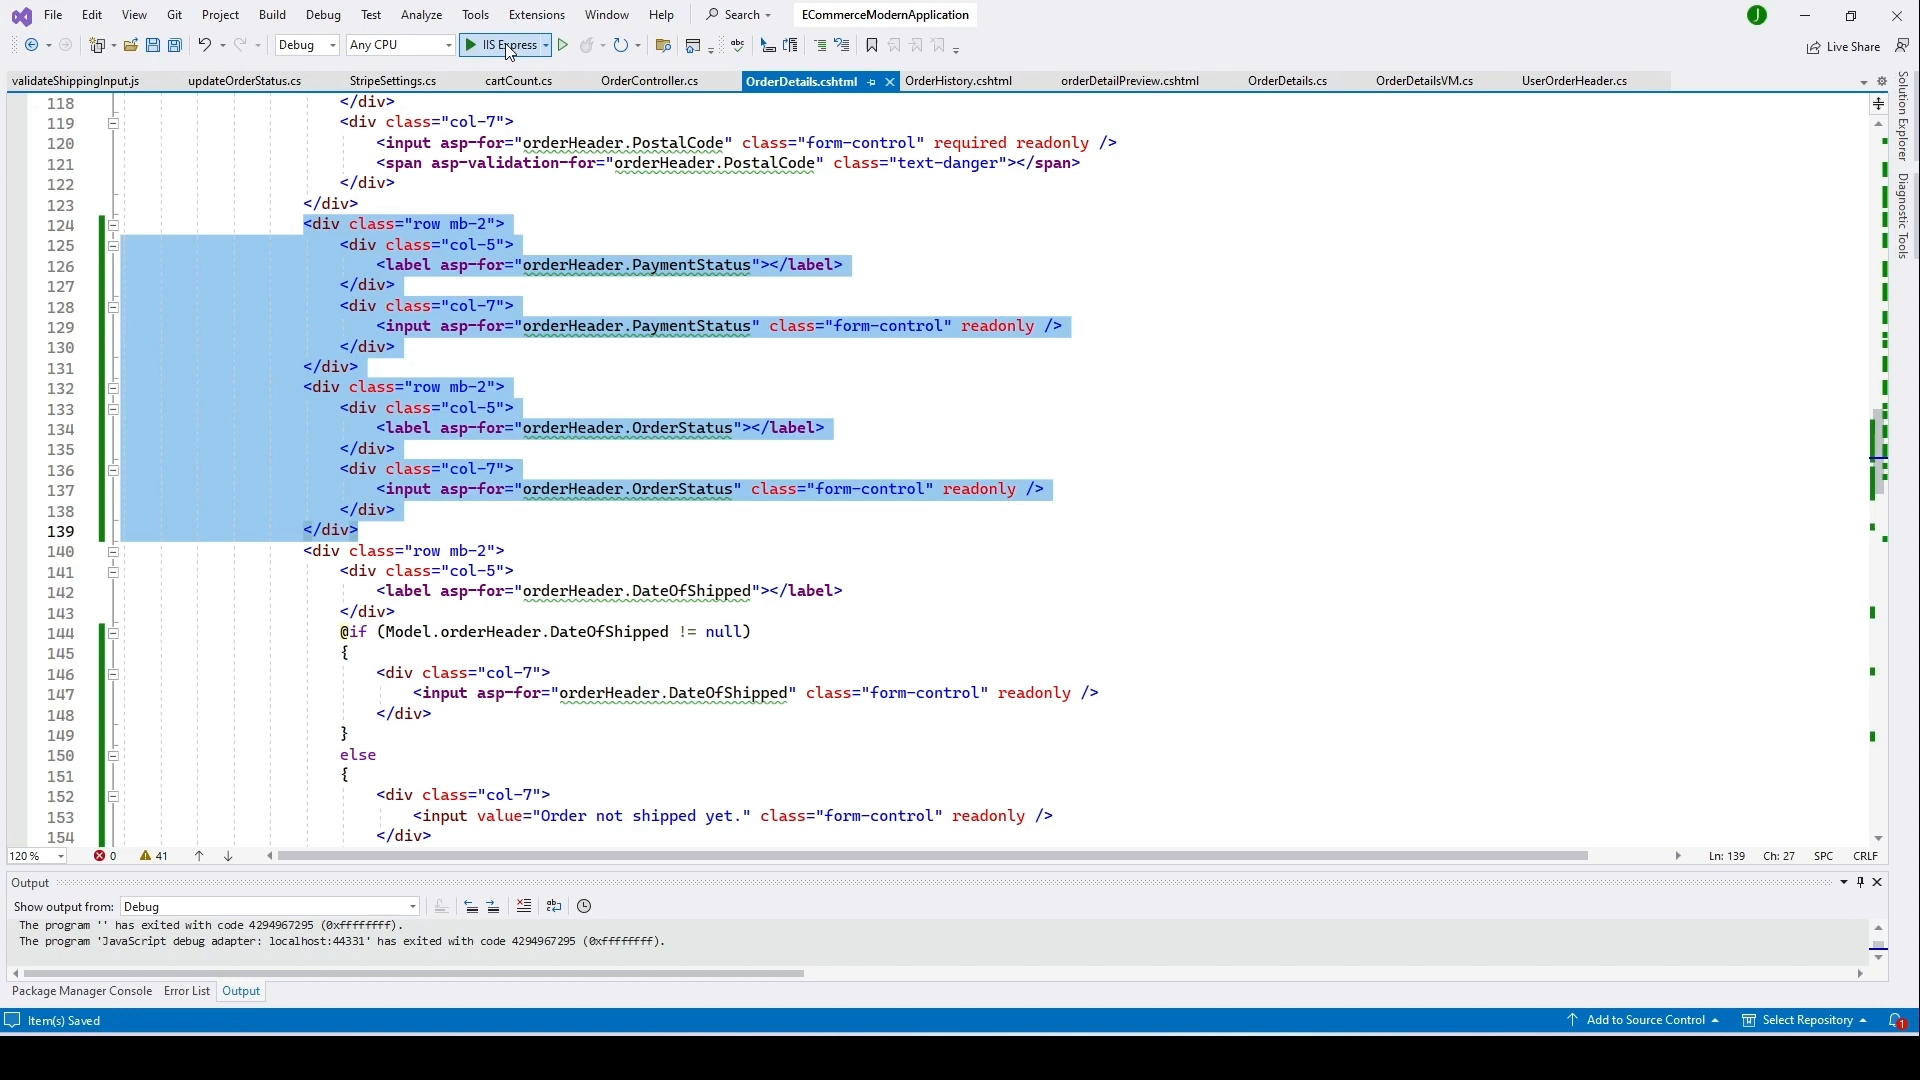 File Edit View Git Project Build Debug Test Analyze Tools Extensions Window Help Search ECommerceModernApplication J
Debug Any CPU IIS Express Live Share
validateShippingInput.js updateOrderStatus.cs StripeSettings.cs cartCount.cs OrderController.cs OrderDetails.cshtml OrderHistory.cshtml orderDetailPreview.cshtml OrderDetails.cs OrderDetailsVM.cs UserOrderHeader.cs
118 </div>
119 <div class="col-7">
120 <input asp-for="orderHeader.PostalCode" class="form-control" required readonly />
121 <span asp-validation-for="orderHeader.PostalCode" class="text-danger"></span>
122 </div>
123 </div>
124 <div class="row mb-2">
125 <div class="col-5">
126 <label asp-for="orderHeader.PaymentStatus"></label>
127 </div>
128 <div class="col-7">
129 <input asp-for="orderHeader.PaymentStatus" class="form-control" readonly />
130 </div>
131 </div>
132 <div class="row mb-2">
133 <div class="col-5">
134 <label asp-for="orderHeader.OrderStatus"></label>
135 </div>
136 <div class="col-7">
137 <input asp-for="orderHeader.OrderStatus" class="form-control" readonly />
138 </div>
139 </div>
140 <div class="row mb-2">
141 <div class="col-5">
142 <label asp-for="orderHeader.DateOfShipped"></label>
143 </div>
144 @if (Model.orderHeader.DateOfShipped != null)
145 {
146 <div class="col-7">
147 <input asp-for="orderHeader.DateOfShipped" class="form-control" readonly />
148 </div>
149 }
150 else
151 {
152 <div class="col-7">
153 <input value="Order not shipped yet." class="form-control" readonly />
154 </div>
120 % 0 41 Ln: 139 Ch: 27 SPC CRLF
Output
Show output from: Debug
The program '' has exited with code 4294967295 (0xffffffff).
The program 'JavaScript debug adapter: localhost:44331' has exited with code 4294967295 (0xffffffff).
Package Manager Console Error List Output
Item(s) Saved Add to Source Control Select Repository 1
Solution Explorer
Diagnostic Tools